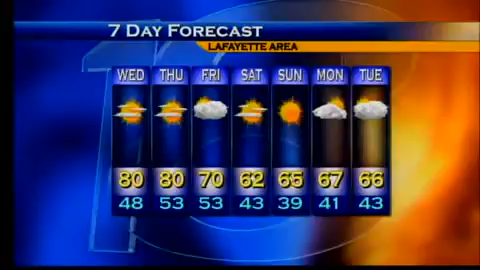 7 DAY FORECAST
LAFAYETTE AREA
WED THU FRI SAT SUN MON TUE
80 80 70 62 65 67 66
48 53 53 43 39 41 43